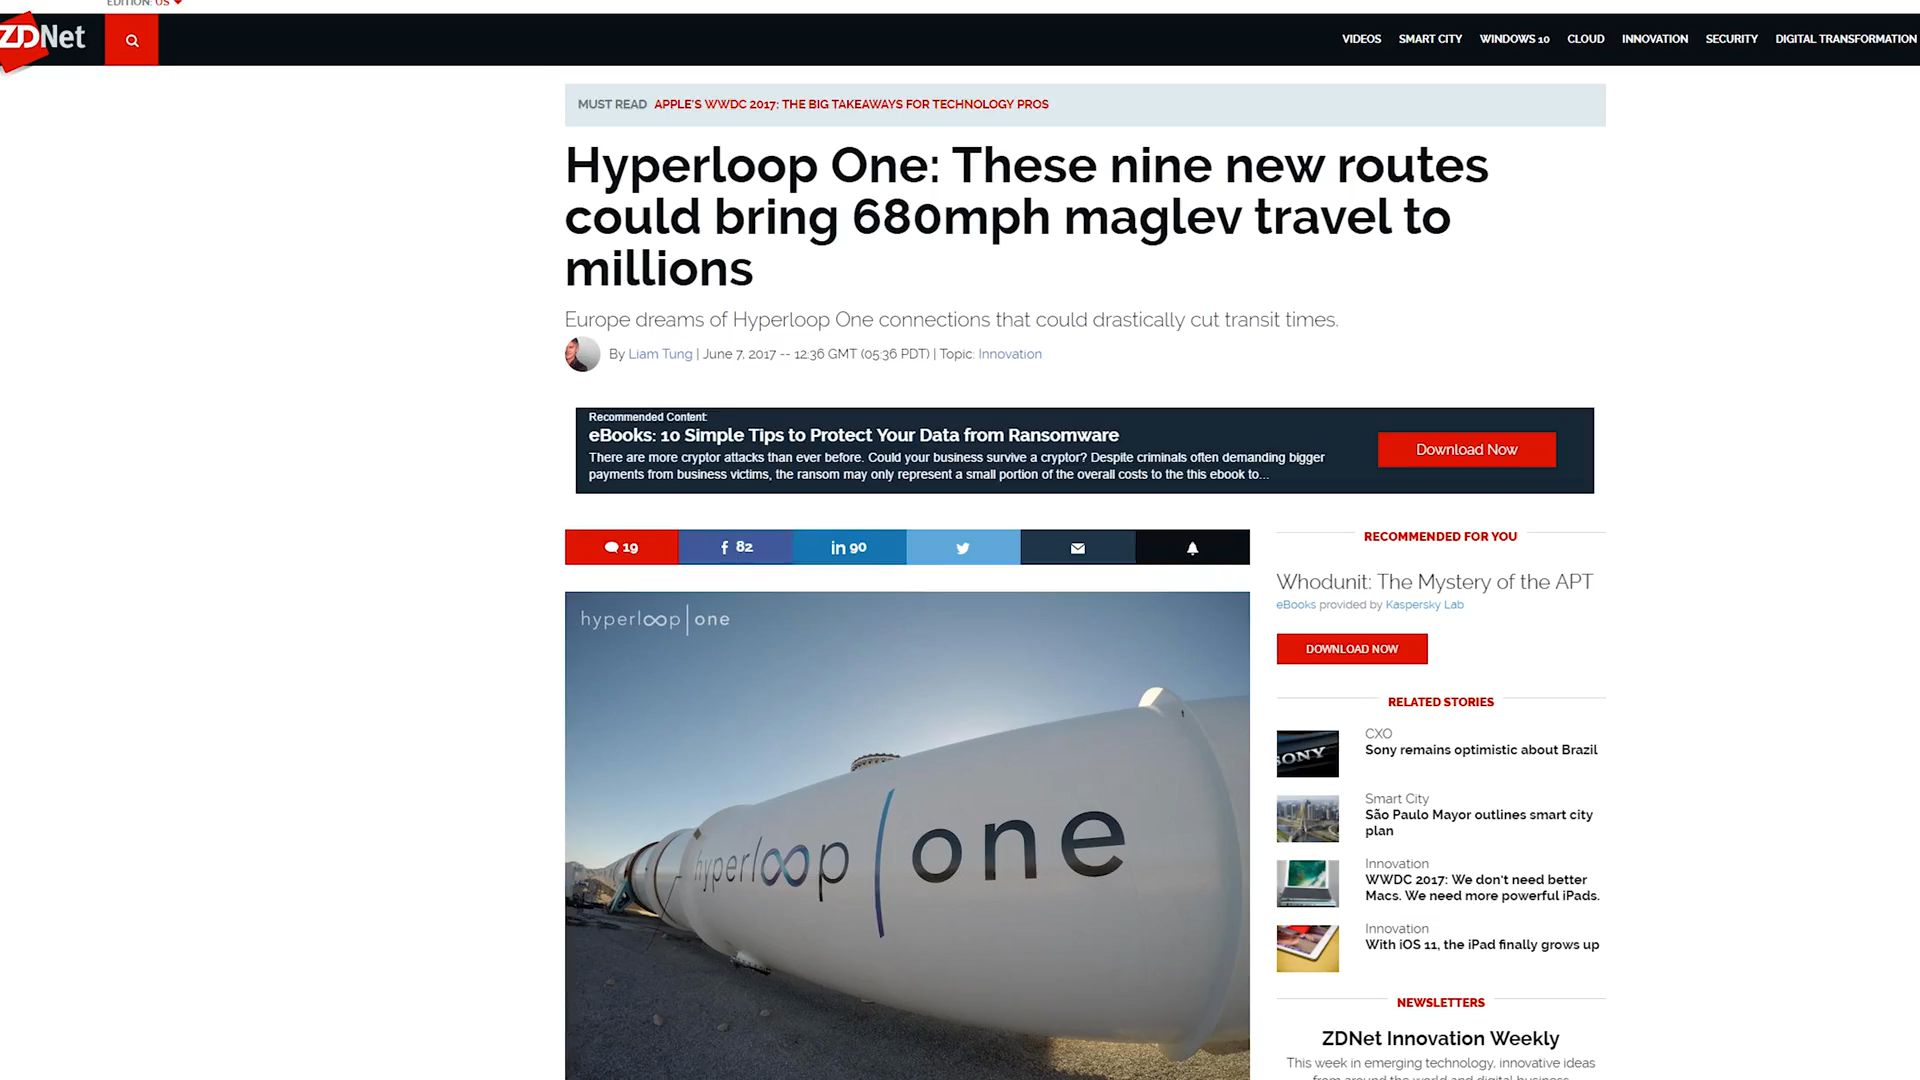 EDITION: US
ZDNet
VIDEOS SMART CITY WINDOWS 10 CLOUD INNOVATION SECURITY DIGITAL TRANSFORMATION
MUST READ APPLE'S WWDC 2017: THE BIG TAKEAWAYS FOR TECHNOLOGY PROS
Hyperloop One: These nine new routes
could bring 680mph maglev travel to
millions
Europe dreams of Hyperloop One connections that could drastically cut transit times.
By Liam Tung | June 7, 2017 -- 12:36 GMT (05:36 PDT) | Topic: Innovation
Recommended Content:
eBooks: 10 Simple Tips to Protect Your Data from Ransomware
There are more cryptor attacks than ever before. Could your business survive a cryptor? Despite criminals often demanding bigger
payments from business victims, the ransom may only represent a small portion of the overall costs to the this ebook to...
Download Now
19
f 82
in 90
hyperloop | one
hyperloop | one
RECOMMENDED FOR YOU
Whodunit: The Mystery of the APT
eBooks provided by Kaspersky Lab
DOWNLOAD NOW
RELATED STORIES
SONY
CXO
Sony remains optimistic about Brazil
Smart City
São Paulo Mayor outlines smart city
plan
Innovation
WWDC 2017: We don't need better
Macs. We need more powerful iPads.
Innovation
With iOS 11, the iPad finally grows up
NEWSLETTERS
ZDNet Innovation Weekly
This week in emerging technology, innovative ideas
from around the world and digital business